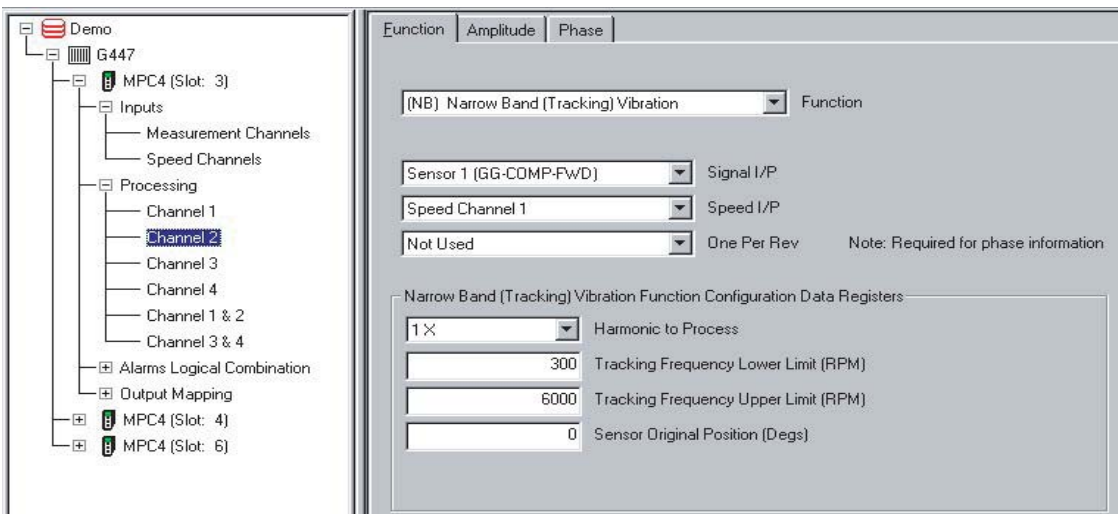 Demo
G447
MPC4 (Slot: 3)
Inputs
Measurement Channels
Speed Channels
Processing
Channel 1
Channel 2
Channel 3
Channel 4
Channel 1 & 2
Channel 3 & 4
Alarms Logical Combination
Output Mapping
MPC4 (Slot: 4)
MPC4 (Slot: 6)
Function Amplitude Phase
(NB) Narrow Band (Tracking) Vibration Function
Sensor 1 (GG-COMP-FWD) Signal I/P
Speed Channel 1 Speed I/P
Not Used One Per Rev Note: Required for phase information
Narrow Band (Tracking) Vibration Function Configuration Data Registers
1 X Harmonic to Process
300 Tracking Frequency Lower Limit (RPM)
6000 Tracking Frequency Upper Limit (RPM)
0 Sensor Original Position (Degs)